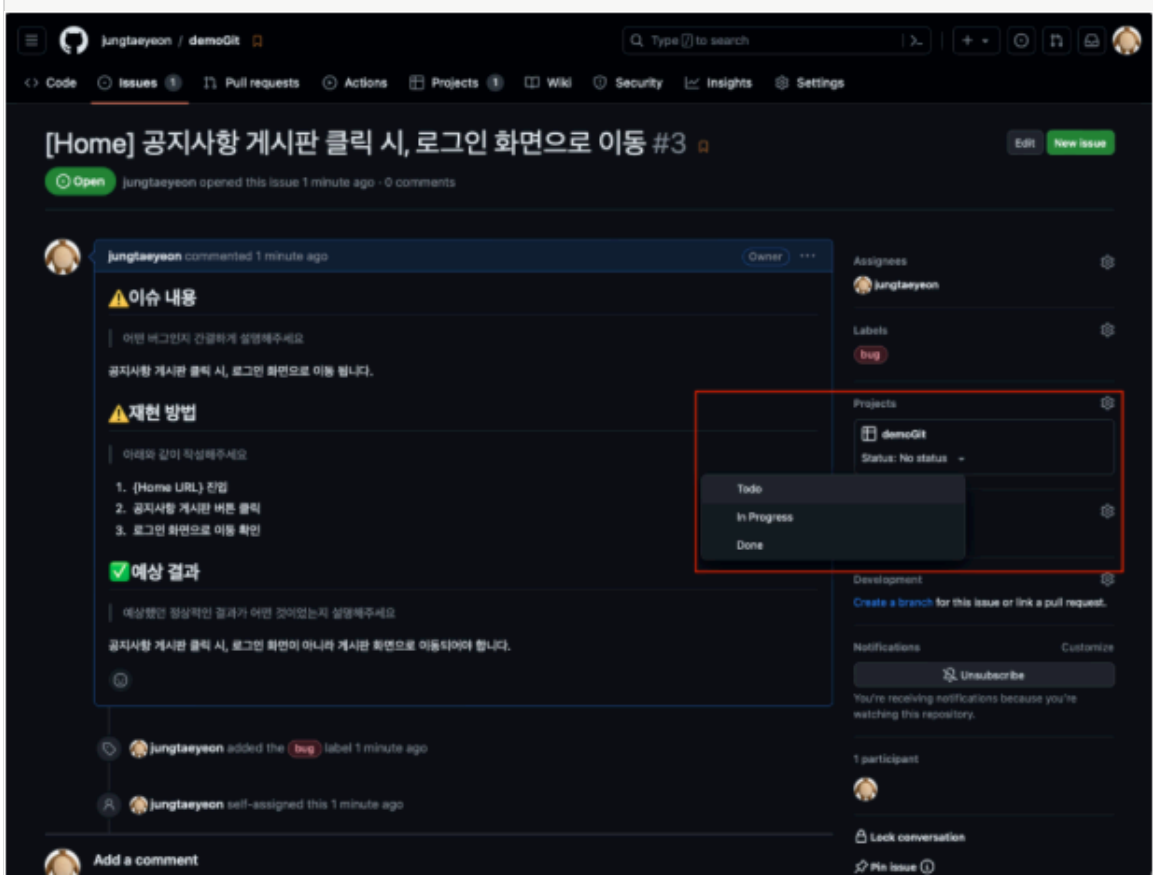 jungtaeyeon / demoGit
Type / to search
Code Issues 1 Pull requests Actions Projects 1 Wiki Security Insights Settings
[Home] 공지사항 게시판 클릭 시, 로그인 화면으로 이동 #3
Edit New issue
Open jungtaeyeon opened this issue 1 minute ago · 0 comments
jungtaeyeon commented 1 minute ago Owner ···
⚠️이슈 내용
어떤 버그인지 간결하게 설명해주세요
공지사항 게시판 클릭 시, 로그인 화면으로 이동 됩니다.
⚠️재현 방법
아래와 같이 작성해주세요
1. {Home URL} 진입
2. 공지사항 게시판 버튼 클릭
3. 로그인 화면으로 이동 확인
✅예상 결과
예상했던 정상적인 결과가 어떤 것이었는지 설명해주세요
공지사항 게시판 클릭 시, 로그인 화면이 아니라 게시판 화면으로 이동되어야 합니다.
jungtaeyeon added the bug label 1 minute ago
jungtaeyeon self-assigned this 1 minute ago
Add a comment
Assignees
jungtaeyeon
Labels
bug
Projects
demoGit
Status: No status
Todo
In Progress
Done
Development
Create a branch for this issue or link a pull request.
Notifications Customize
Unsubscribe
You're receiving notifications because you're
watching this repository.
1 participant
Lock conversation
Pin issue